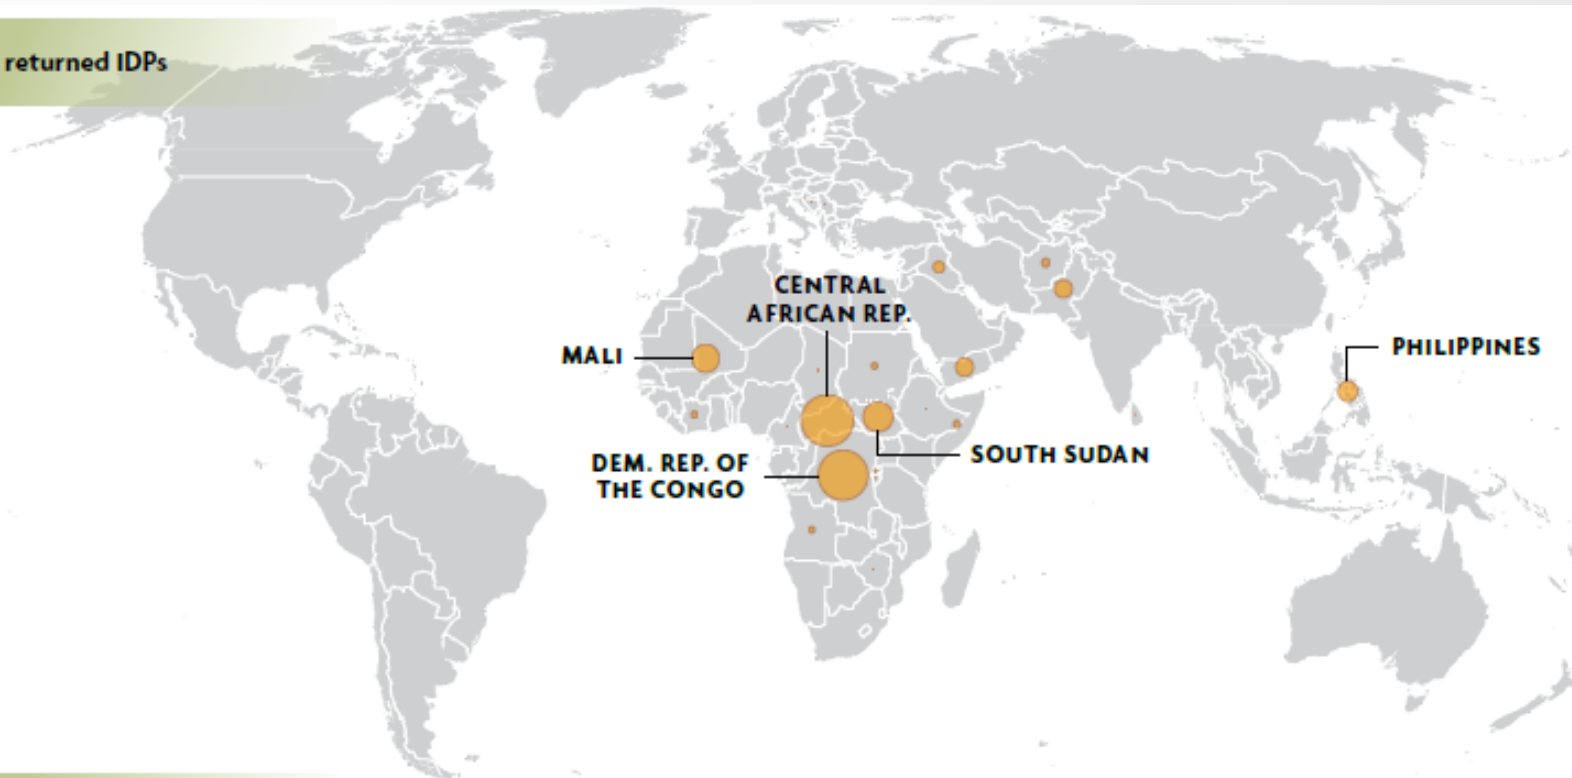 returned IDPs
CENTRAL
AFRICAN REP.
MALI
PHILIPPINES
DEM. REP. OF
THE CONGO
SOUTH SUDAN